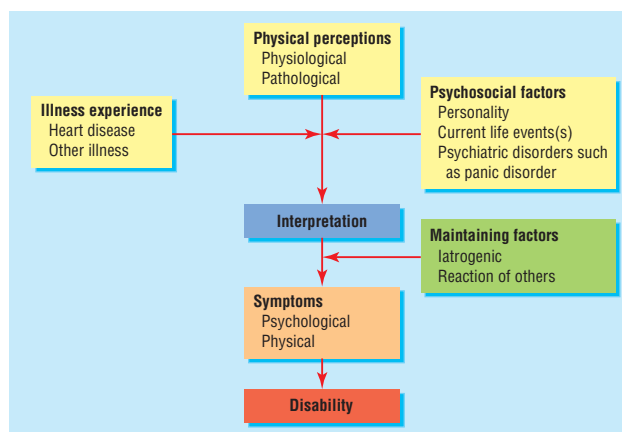 Physical perceptions
Physiological
Pathological
Illness experience
Heart disease
Other illness
Psychosocial factors
Personality
Current life events(s)
Psychiatric disorders such
as panic disorder
Interpretation
Maintaining factors
Iatrogenic
Reaction of others
Symptoms
Psychological
Physical
Disability